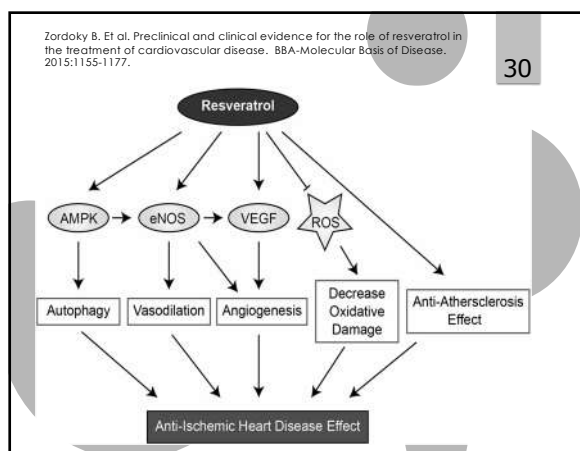 Zordoky B. Et al. Preclinical and clinical evidence for the role of resveratrol in
the treatment of cardiovascular disease. BBA-Molecular Basis of Disease.
2015:1155-1177.
30
Resveratrol
AMPK
eNOS
VEGF
ROS
Autophagy
Vasodilation
Angiogenesis
Decrease
Oxidative
Damage
Anti-Athersclerosis
Effect
Anti-Ischemic Heart Disease Effect